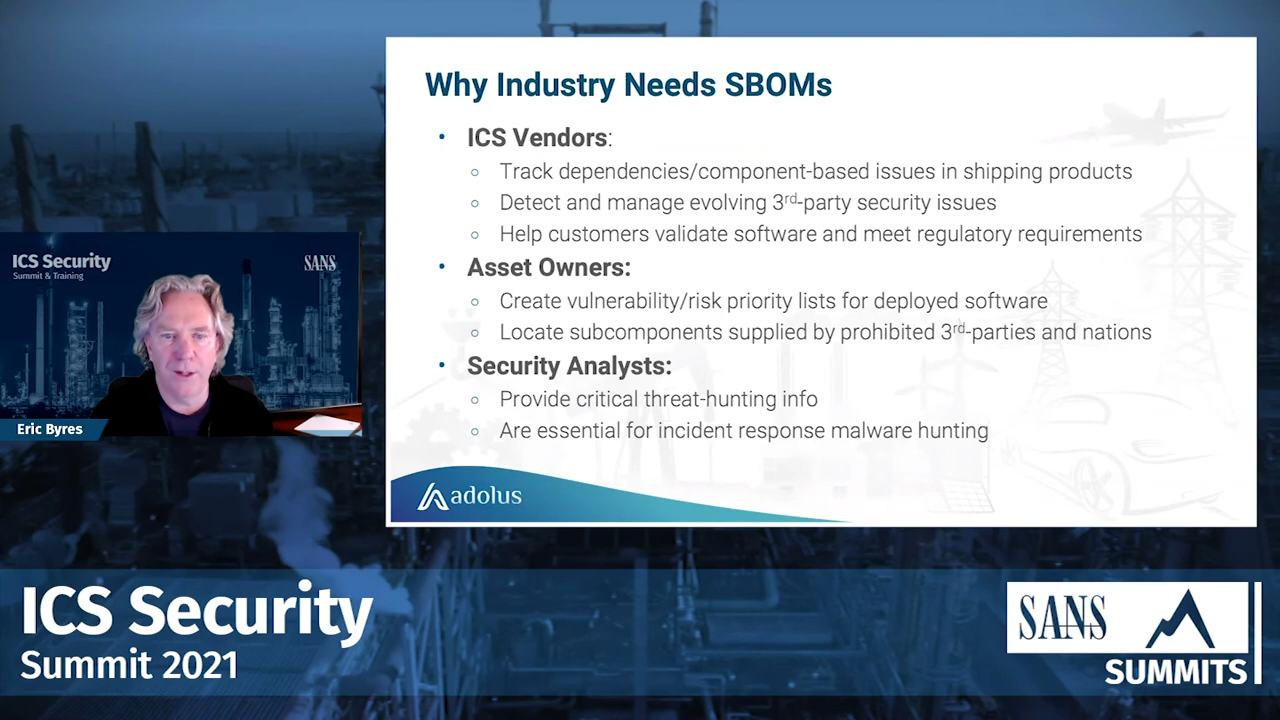 Why Industry Needs SBOMs
• ICS Vendors:
◦ Track dependencies/component-based issues in shipping products
◦ Detect and manage evolving 3rd-party security issues
◦ Help customers validate software and meet regulatory requirements
• Asset Owners:
◦ Create vulnerability/risk priority lists for deployed software
◦ Locate subcomponents supplied by prohibited 3rd-parties and nations
• Security Analysts:
◦ Provide critical threat-hunting info
◦ Are essential for incident response malware hunting
adolus
ICS Security
Summit & Training
SANS
Eric Byres
ICS Security
Summit 2021
SANS
SUMMITS